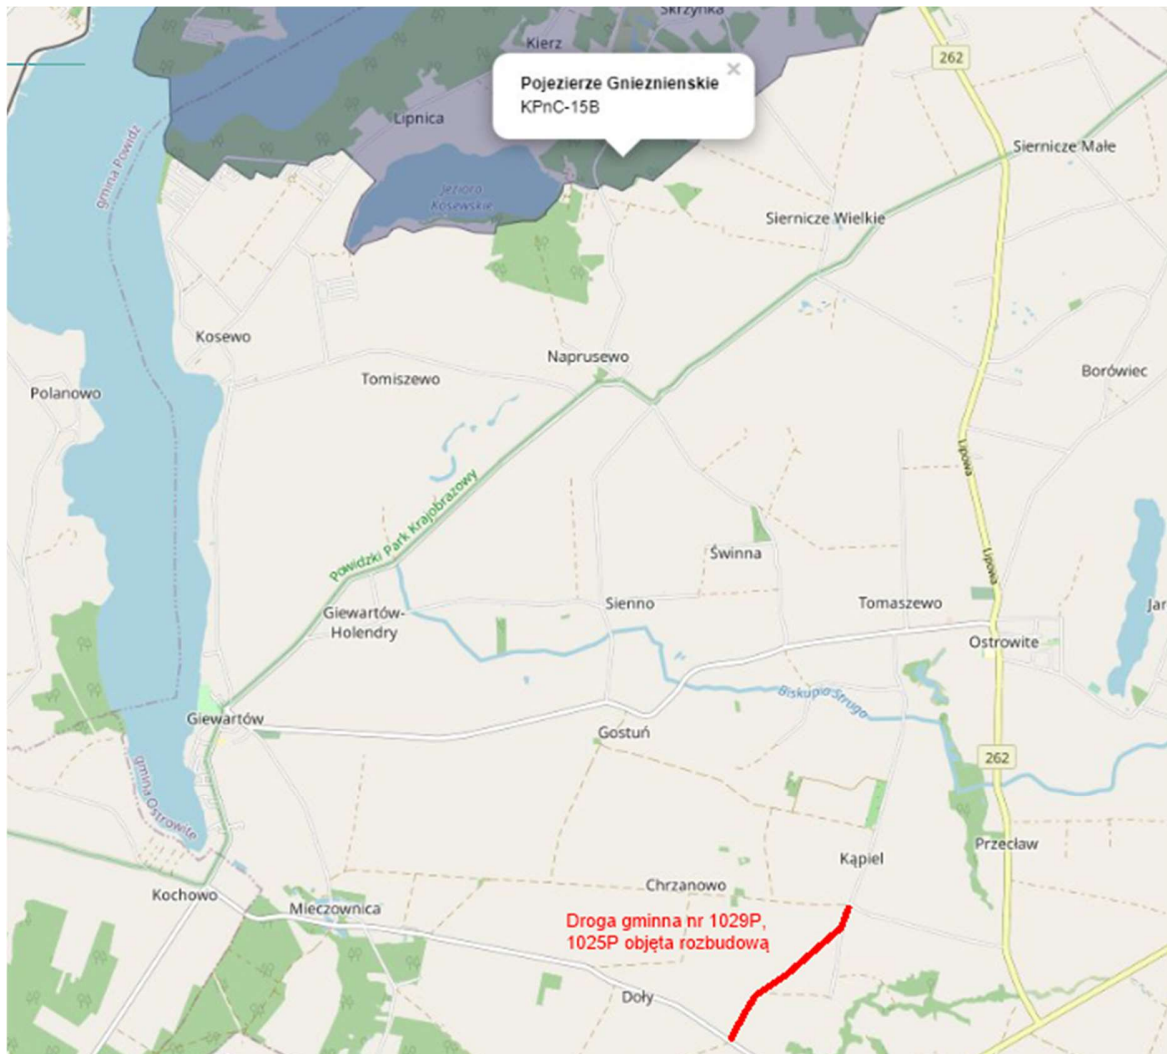 Skrzynka
Kierz
262
Pojezierze Gnieznienskie
×
KPnC-15B
Lipnica
Siernicze Małe
gmina Powidz
Jezioro
Kosewskie
Siernicze Wielkie
Kosewo
Naprusewo
Tomiszewo
Borówiec
Polanowo
Lipowa
Powidzki Park Krajobrazowy
Świnna
Lipowa
Giewartów-
Holendry
Sienno
Tomaszewo
Jar
Ostrowite
Biskupia Struga
Giewartów
Gostuń
262
gmina Ostrowite
Przecław
Kąpiel
Chrzanowo
Kochowo
Mieczownica
Droga gminna nr 1029P,
1025P objęta rozbudową
Doły